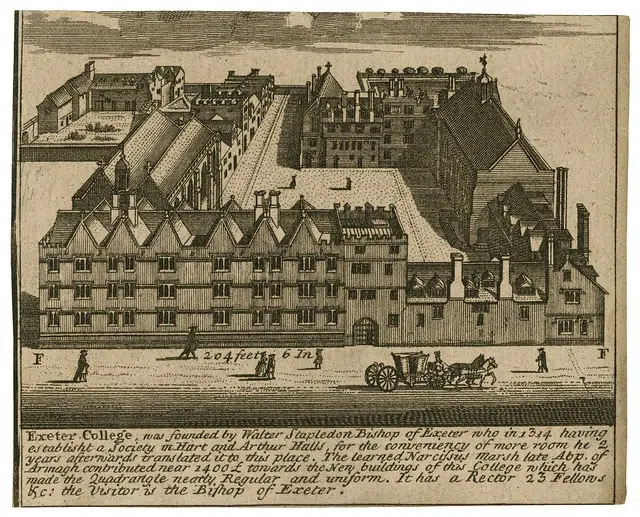 F 204 feet 6 In F
Exeter College, was founded by Walter Stapledon Bishop of Exeter who in 1314 having
establisht a Society in Hart and Arthur Halls, for the conveniency of more room he 2
years afterward translated it to this place. The learned Narcissus Marsh late Abp. of
Armagh contributed near 1400£ towards the New buildings of this College which has
made the Quadrangle nearly Regular and uniform. It has a Rector 23 Fellows
&c: the Visitor is the Bishop of Exeter.